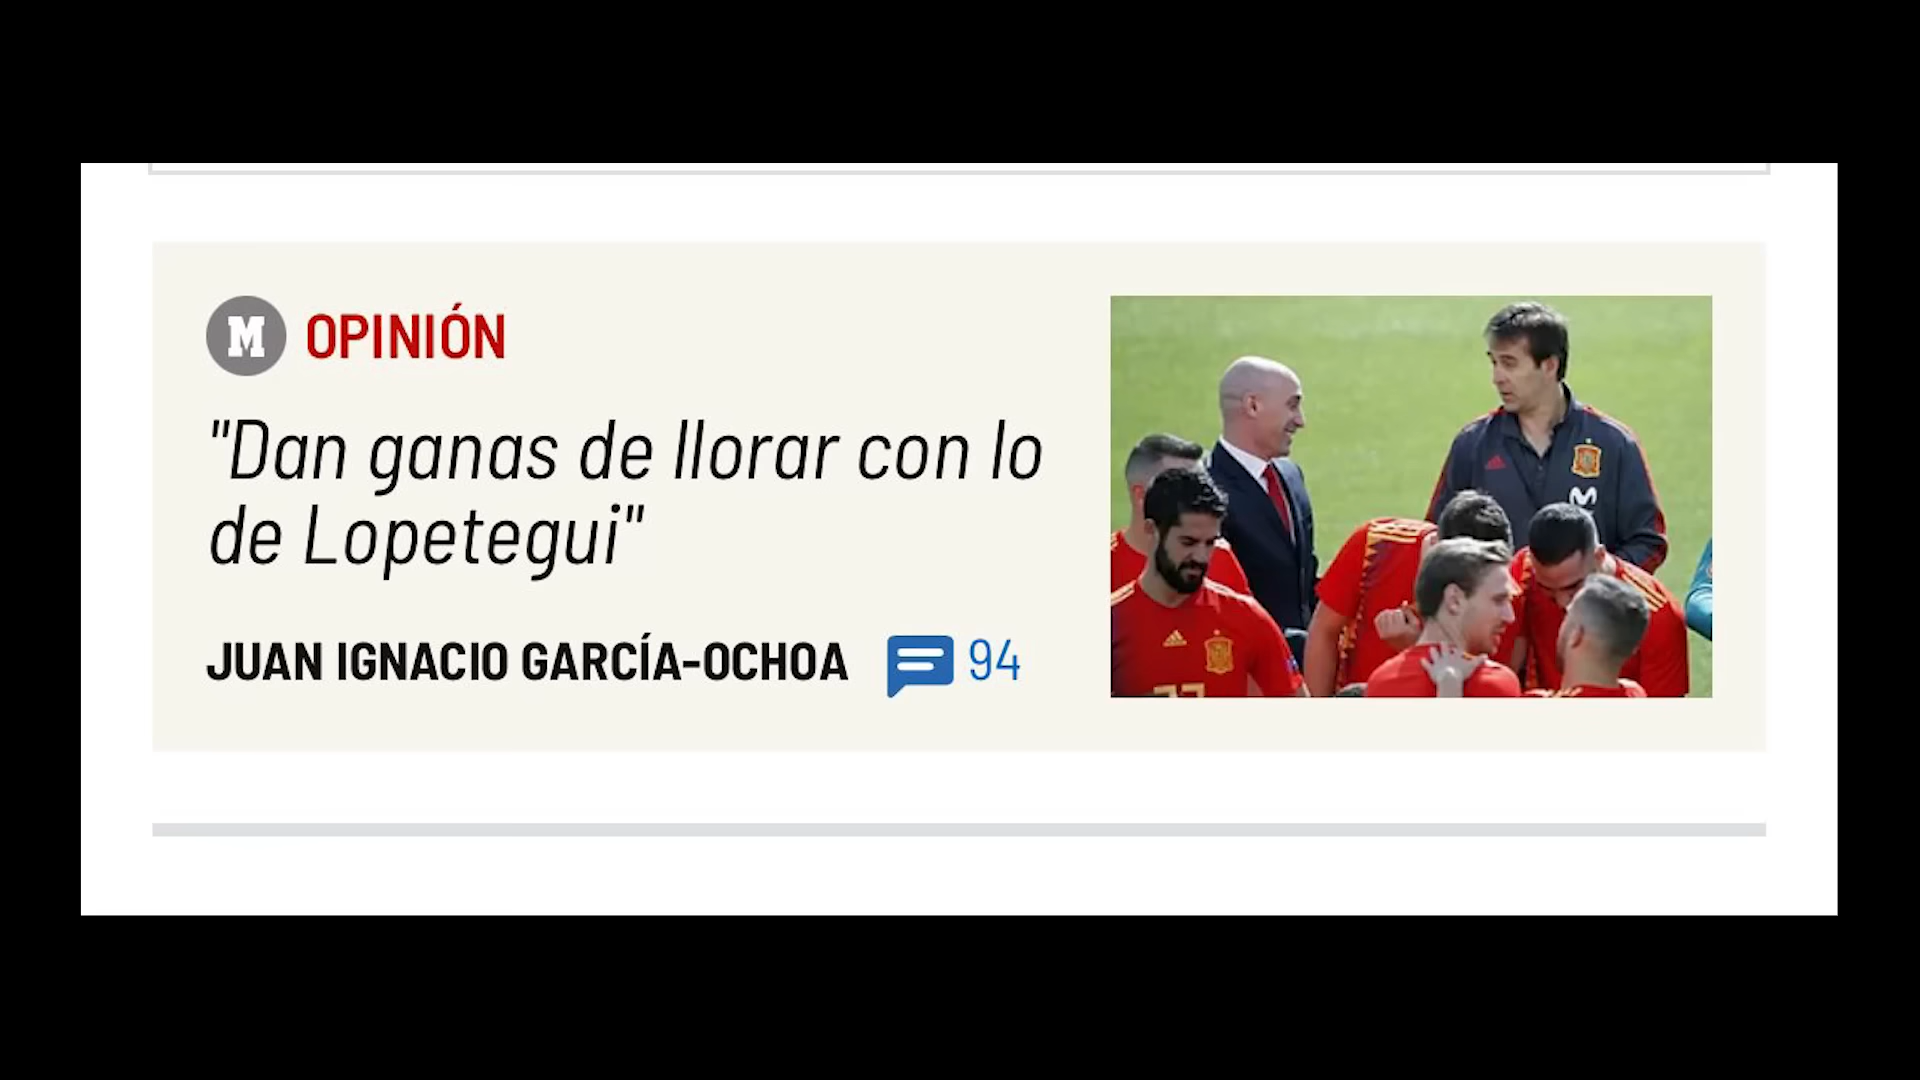 M OPINIÓN
"Dan ganas de llorar con lo
de Lopetegui"
JUAN IGNACIO GARCÍA-OCHOA 94